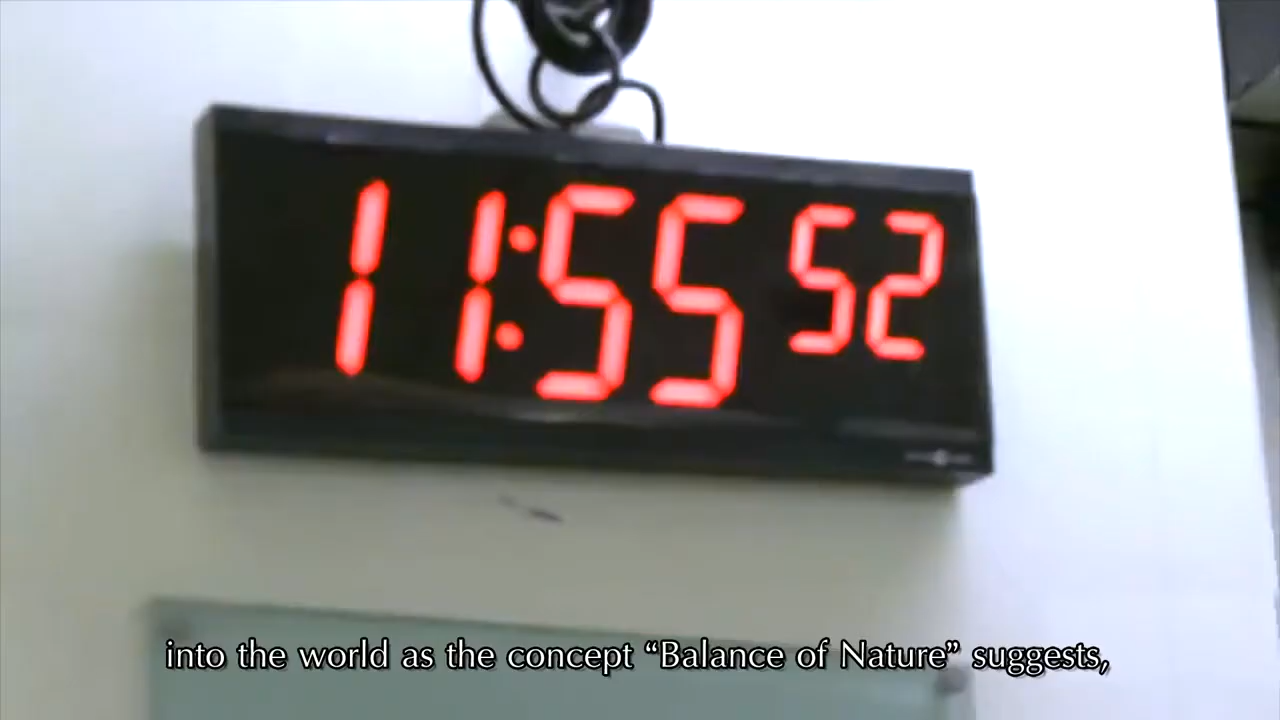 11:55 52
into the world as the concept “Balance of Nature” suggests,